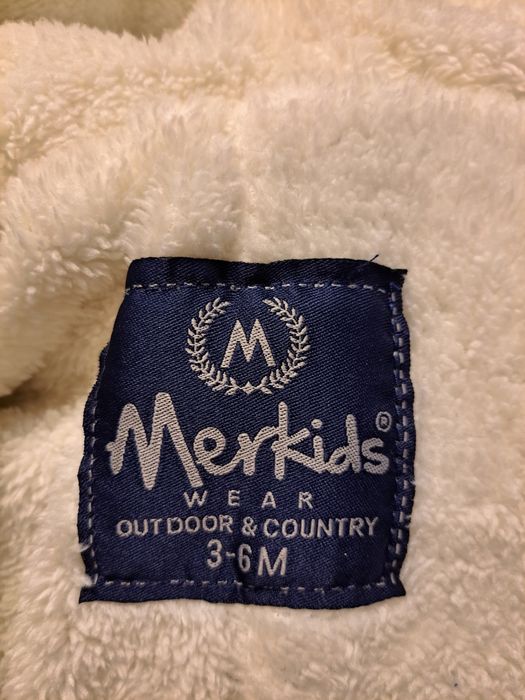 M
Merkids®
WEAR
OUTDOOR & COUNTRY
3-6M